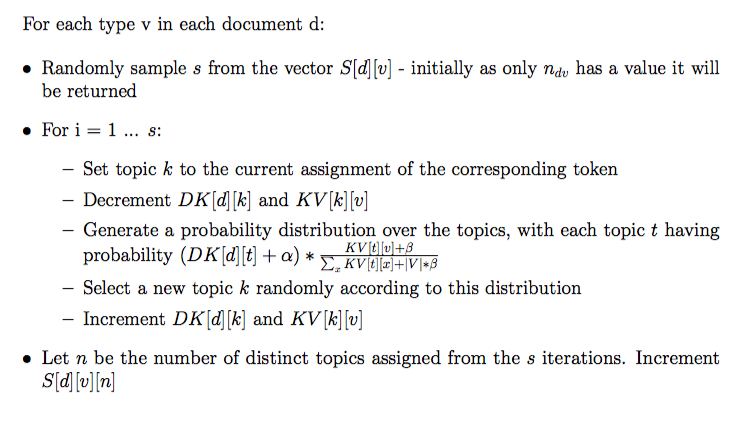 For each type v in each document d:
• Randomly sample s from the vector S[d][v] - initially as only n_{dv} has a value it will
be returned
• For i = 1 ... s:
– Set topic k to the current assignment of the corresponding token
– Decrement DK[d][k] and KV[k][v]
– Generate a probability distribution over the topics, with each topic t having
probability (DK[d][t] + α) * \frac{KV[t][v]+β}{\sum_x KV[t][x]+|V|*β}
– Select a new topic k randomly according to this distribution
– Increment DK[d][k] and KV[k][v]
• Let n be the number of distinct topics assigned from the s iterations. Increment
S[d][v][n]